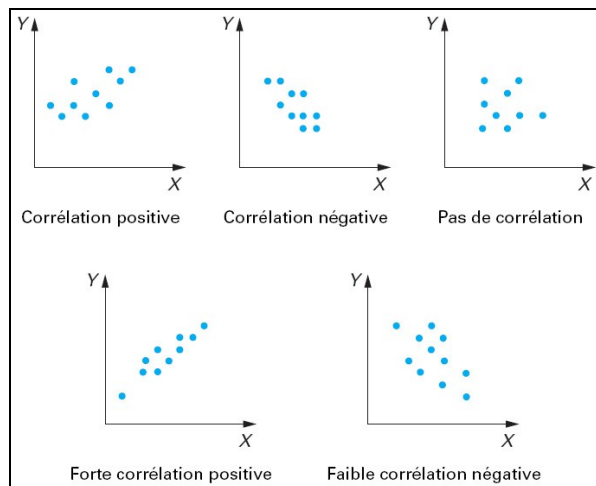 Y
Y
Y
X
X
X
Corrélation positive
Corrélation négative
Pas de corrélation
Y
Y
X
X
Forte corrélation positive
Faible corrélation négative